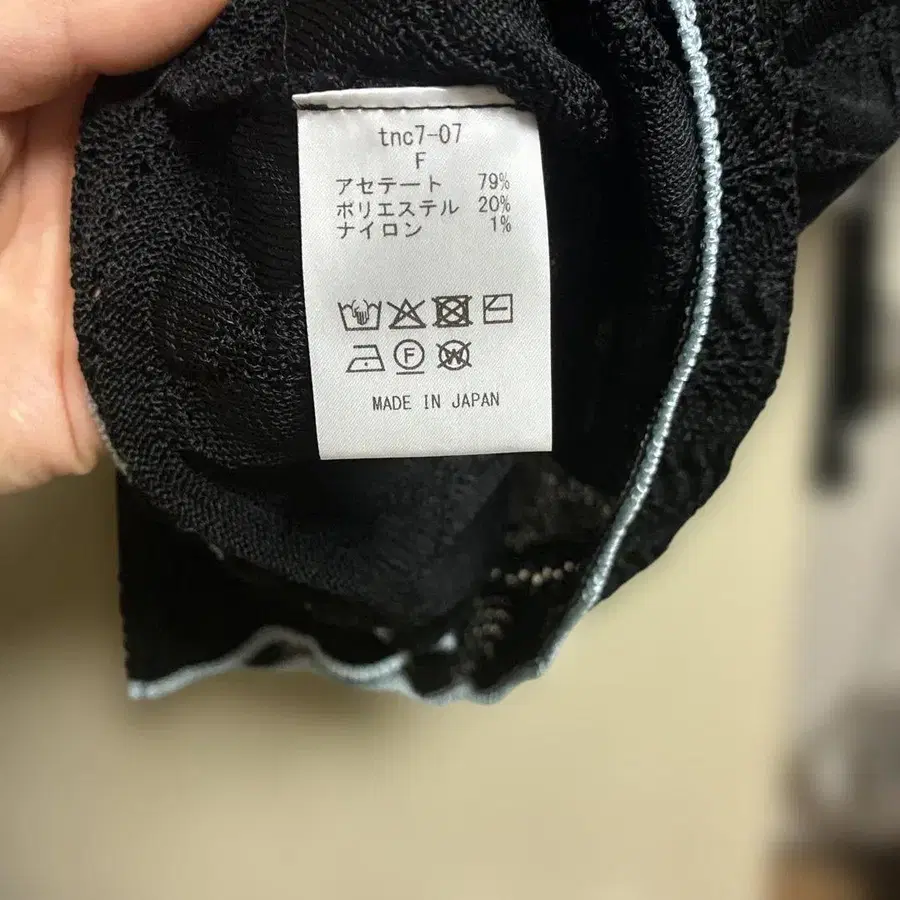 tnc7-07
F
アセテート 79%
ポリエステル 20%
ナイロン 1%
F W
MADE IN JAPAN